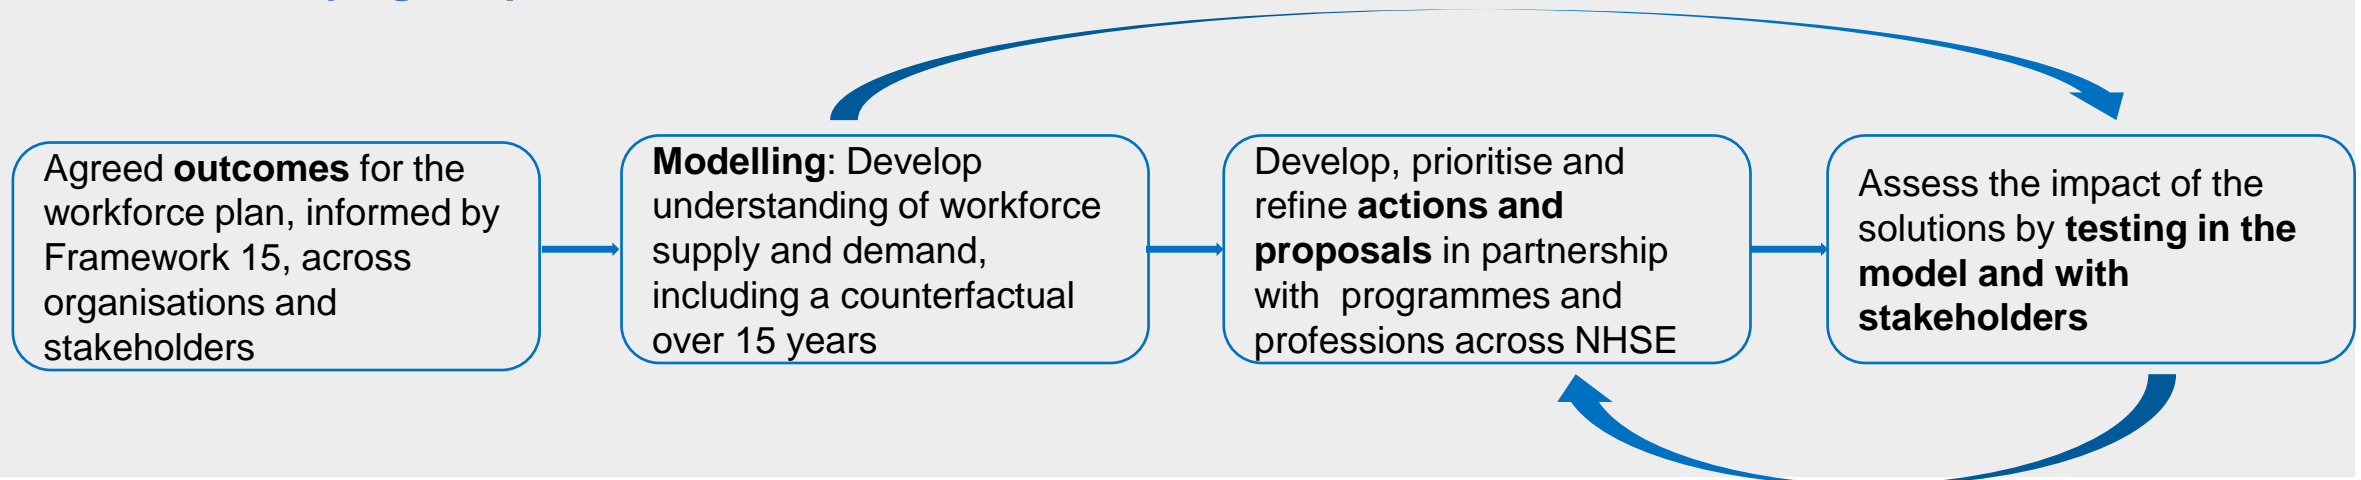 Agreed outcomes for the
workforce plan, informed by
Framework 15, across
organisations and
stakeholders
Modelling: Develop
understanding of workforce
supply and demand,
including a counterfactual
over 15 years
Develop, prioritise and
refine actions and
proposals in partnership
with  programmes and
professions across NHSE
Assess the impact of the
solutions by testing in the
model and with
stakeholders